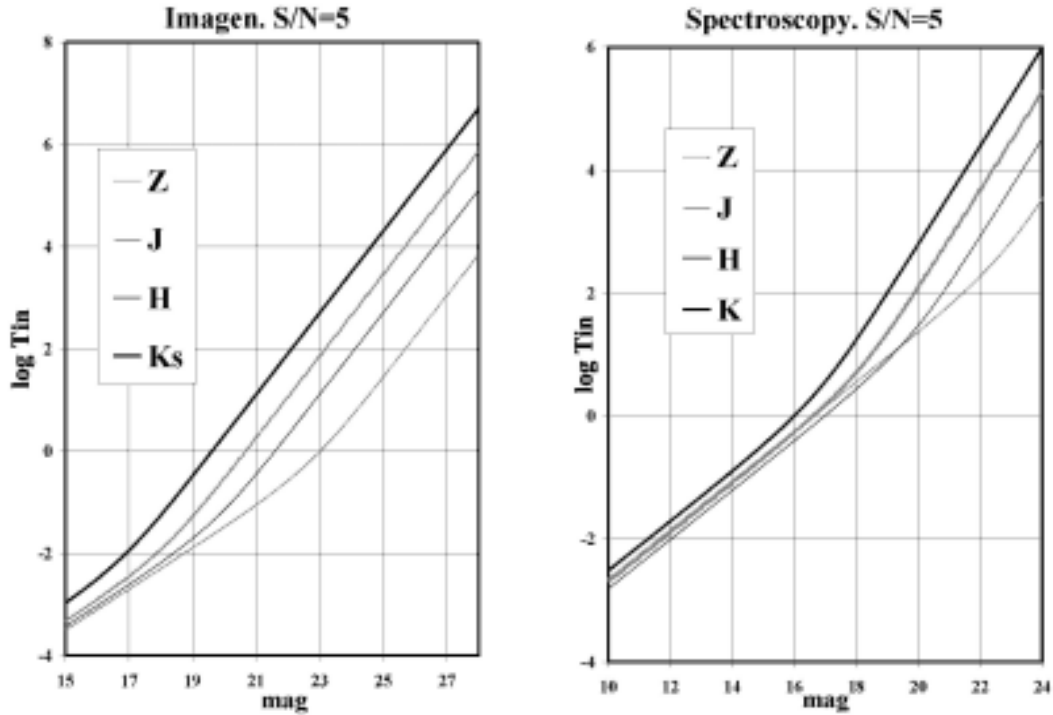 Imagen. S/N=5
8
6
4
2
0
-2
-4
15 17 19 21 23 25 27
log Tin
mag
Z
J
H
Ks
Spectroscopy. S/N=5
6
4
2
0
-2
-4
10 12 14 16 18 20 22 24
log Tin
mag
Z
J
H
K